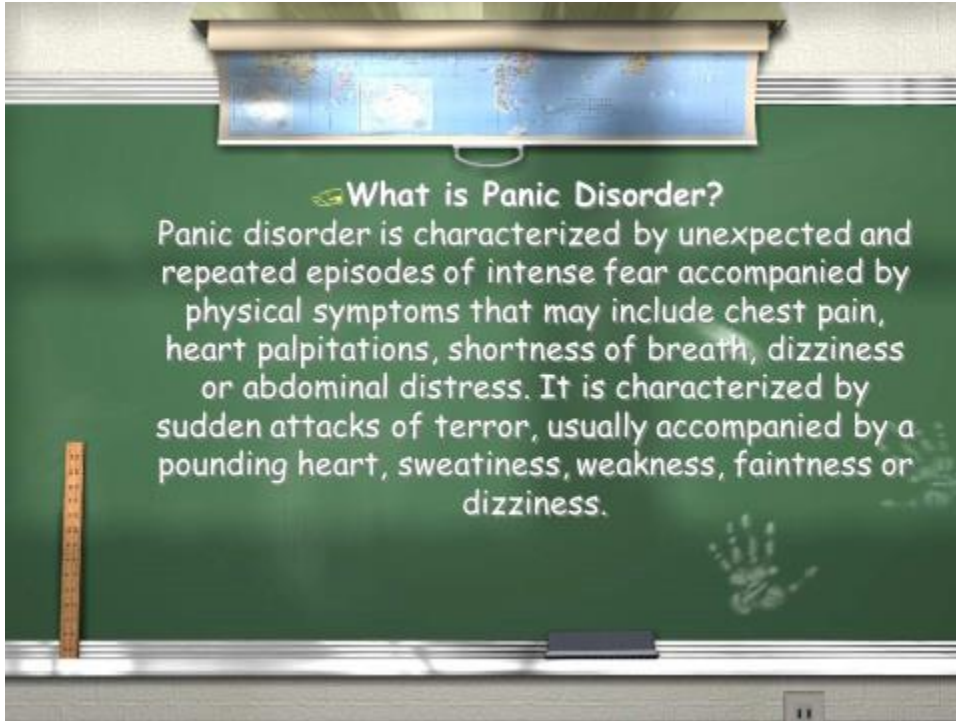 What is Panic Disorder?
Panic disorder is characterized by unexpected and
repeated episodes of intense fear accompanied by
physical symptoms that may include chest pain,
heart palpitations, shortness of breath, dizziness
or abdominal distress. It is characterized by
sudden attacks of terror, usually accompanied by a
pounding heart, sweatiness, weakness, faintness or
dizziness.